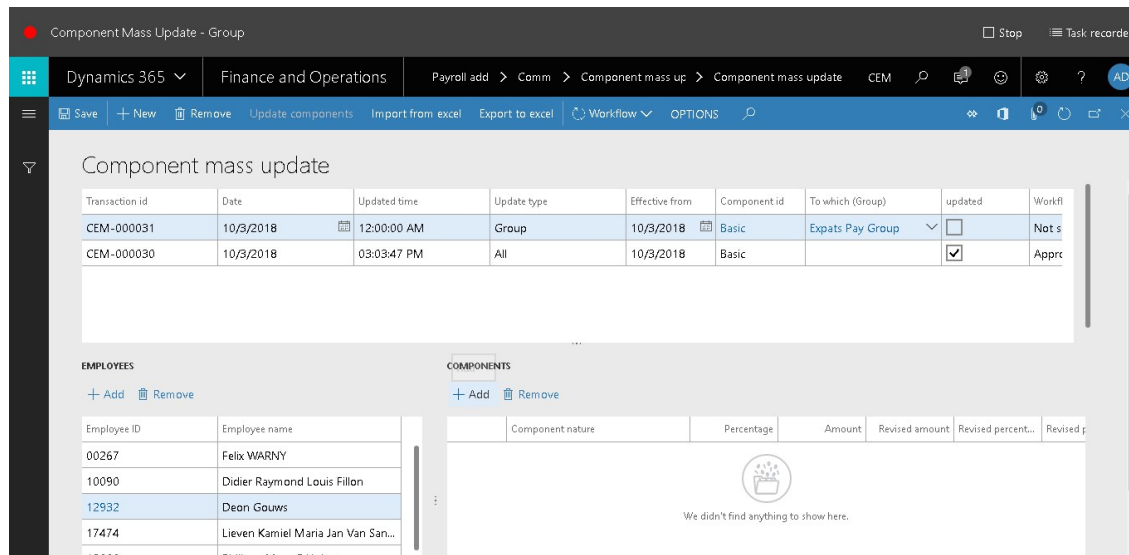 Component Mass Update - Group
Stop
Task recorde
Dynamics 365
Finance and Operations
Payroll add > Comm > Component mass up > Component mass update
CEM
1
?
AD
Save
New
Remove
Update components
Import from excel
Export to excel
Workflow
OPTIONS
0
Component mass update
Transaction id Date Updated time Update type Effective from Component id To which (Group) updated Workfl
CEM-000031 10/3/2018 12:00:00 AM Group 10/3/2018 Basic Expats Pay Group Not s
CEM-000030 10/3/2018 03:03:47 PM All 10/3/2018 Basic Appro
EMPLOYEES
Add Remove
Employee ID Employee name
00267 Felix WARNY
10090 Didier Raymond Louis Fillon
12932 Deon Gouws
17474 Lieven Kamiel Maria Jan Van San...
COMPONENTS
Add Remove
Component nature Percentage Amount Revised amount Revised percent... Revised p
We didn't find anything to show here.